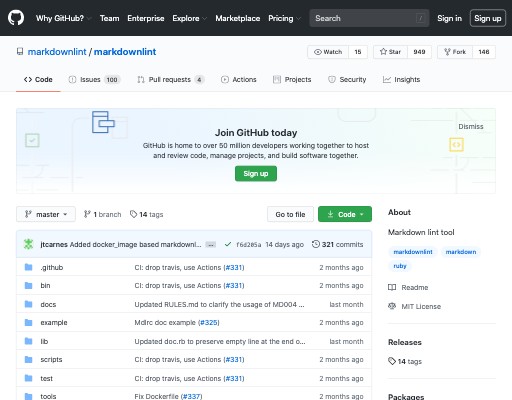 Why GitHub? Team Enterprise Explore Marketplace Pricing Search / Sign in Sign up
markdownlint / markdownlint Watch 15 Star 949 Fork 146
Code Issues 100 Pull requests 4 Actions Projects Security Insights
Join GitHub today
Dismiss
GitHub is home to over 50 million developers working together to host
and review code, manage projects, and build software together.
Sign up
master 1 branch 14 tags Go to file Code
jtcarnes Added docker_image based markdownl... ... f6d205a 14 days ago 321 commits
.github CI: drop travis, use Actions (#331) 2 months ago
bin CI: drop travis, use Actions (#331) 2 months ago
docs Updated RULES.md to clarify the usage of MD004 ... last month
example Mdlrc doc example (#325) 2 months ago
lib Updated doc.rb to preserve empty line at the end o... last month
scripts CI: drop travis, use Actions (#331) 2 months ago
test CI: drop travis, use Actions (#331) 2 months ago
tools Fix Dockerfile (#337) 2 months ago
About
Markdown lint tool
markdownlint markdown
ruby
Readme
MIT License
Releases
14 tags
Packages